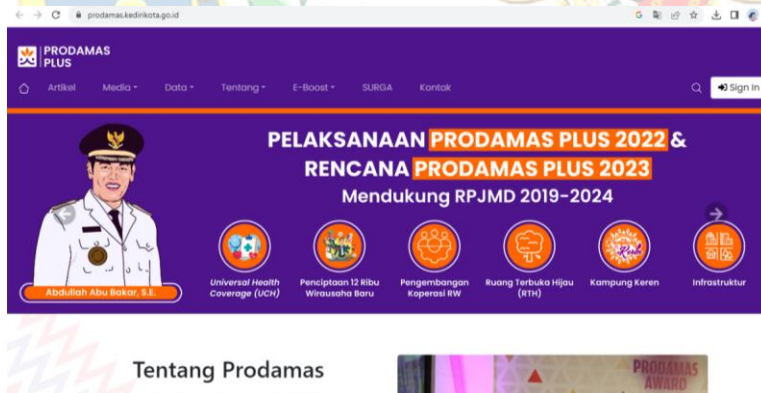 prodamas.kedirikota.go.id
PRODAMAS
PLUS
Artikel Media Data Tentang E-Boost SURGA Kontak Sign In
PELAKSANAAN PRODAMAS PLUS 2022 &
RENCANA PRODAMAS PLUS 2023
Mendukung RPJMD 2019-2024
Abdullah Abu Bakar, S.E.
Universal Health
Coverage (UCH)
Penciptaan 12 Ribu
Wirausaha Baru
Pengembangan
Koperasi RW
Ruang Terbuka Hijau
(RTH)
Kampung Keren
Infrastruktur
Tentang Prodamas
PRODAMAS
AWARD